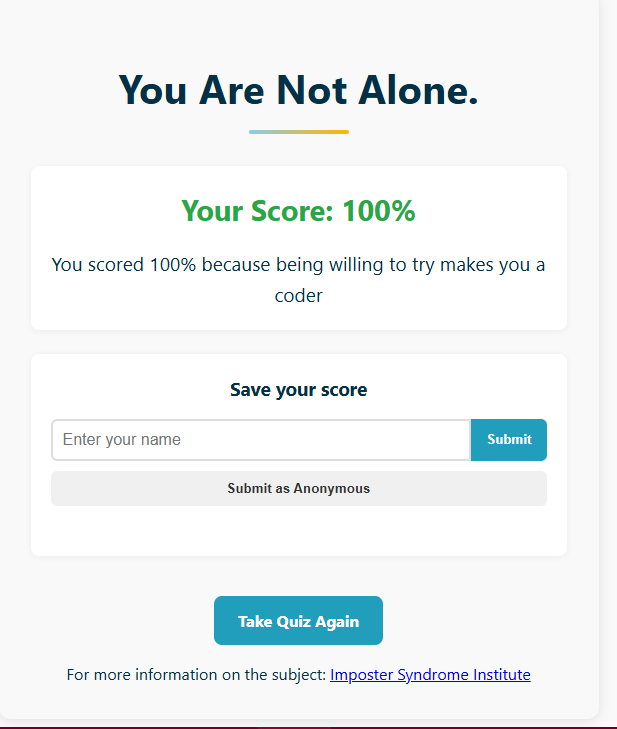 You Are Not Alone.
Your Score: 100%
You scored 100% because being willing to try makes you a
coder
Save your score
Enter your name
Submit
Submit as Anonymous
Take Quiz Again
For more information on the subject: Imposter Syndrome Institute